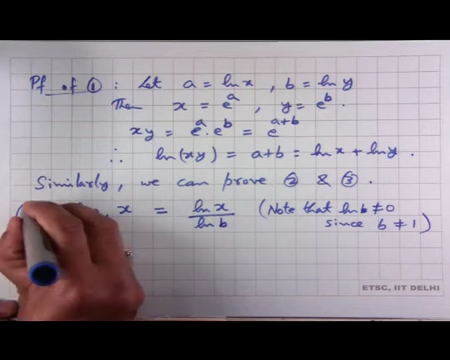 Pf of ① : Let a = ln x , b = ln y
Then x = e^a , y = e^b .
xy = e^a . e^b = e^{a+b}
∴ ln(xy) = a+b = ln x + ln y .
Similarly, we can prove ② & ③ .
, x = ln x / ln b (Note that ln b ≠ 0
since b ≠ 1)
ETSC, IIT DELHI